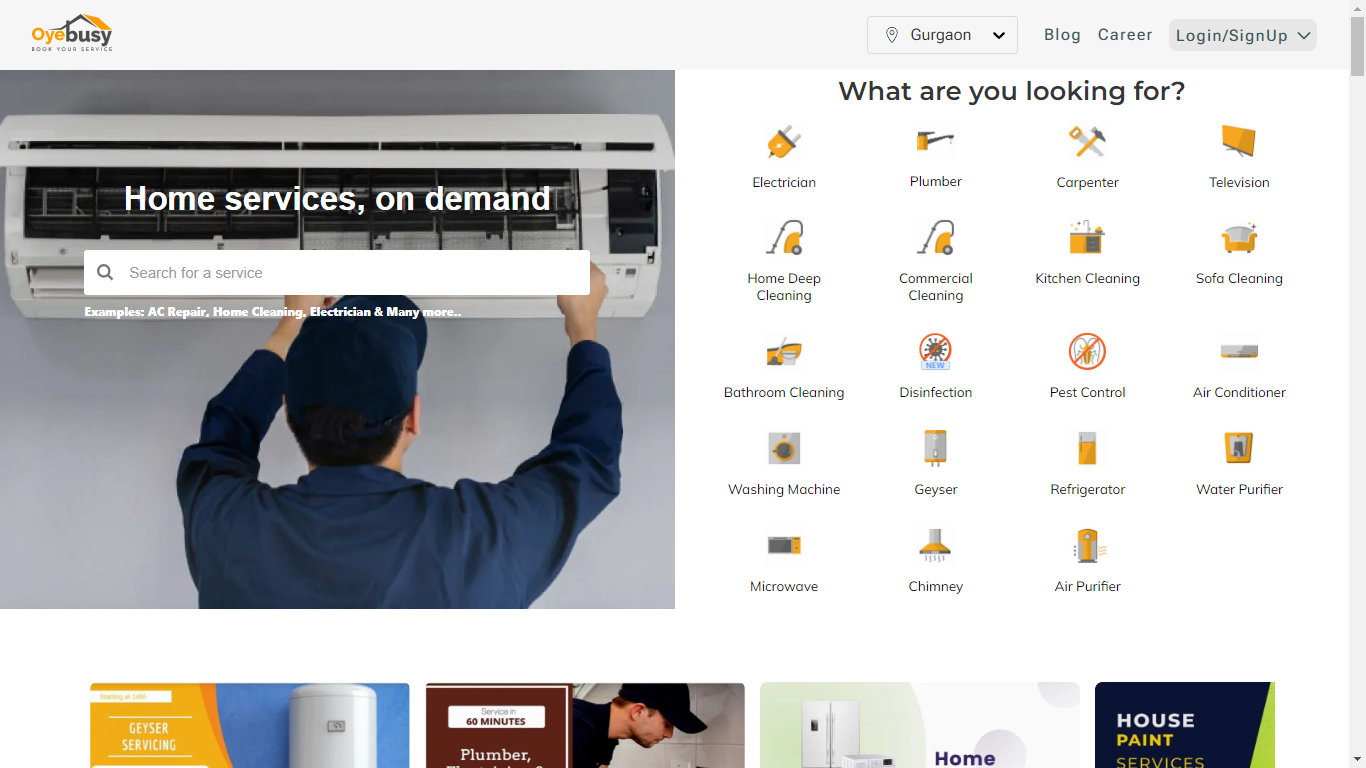 Oyebusy
BOOK YOUR SERVICE
Gurgaon
Blog
Career
Login/SignUp
Home services, on demand
Search for a service
Examples: AC Repair, Home Cleaning, Electrician & Many more..
What are you looking for?
Electrician
Plumber
Carpenter
Television
Home Deep
Cleaning
Commercial
Cleaning
Kitchen Cleaning
Sofa Cleaning
Bathroom Cleaning
NEW
Disinfection
Pest Control
Air Conditioner
Washing Machine
Geyser
Refrigerator
Water Purifier
Microwave
Chimney
Air Purifier
Starting at 149/-
GEYSER
SERVICING
Service in
60 MINUTES
Plumber,
Home
HOUSE
PAINT
SERVICES